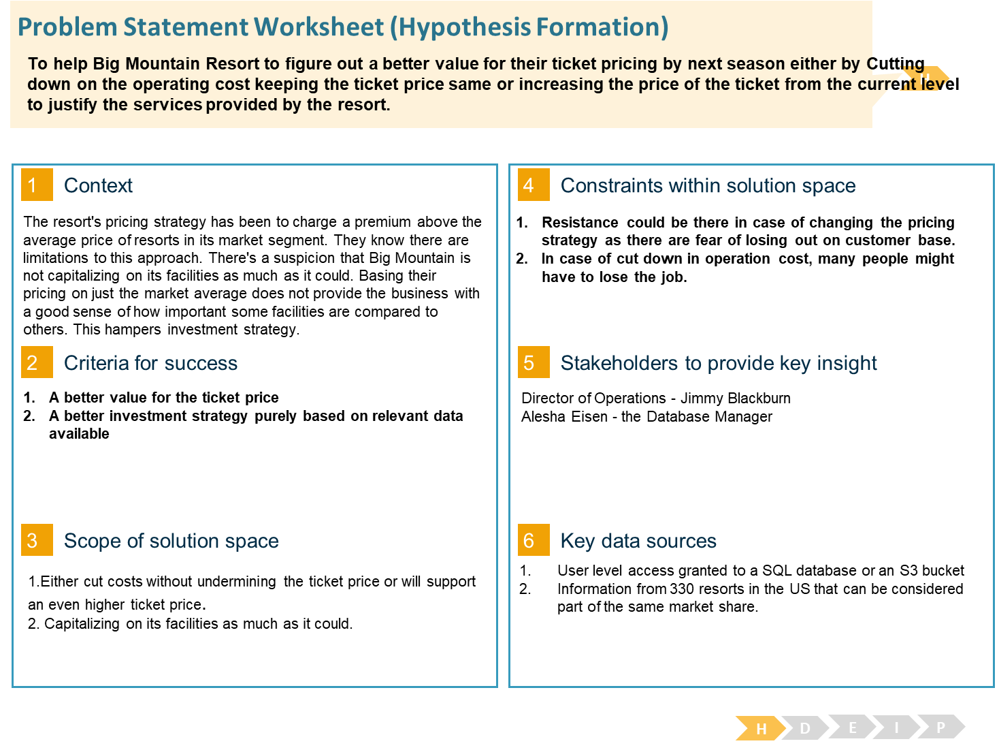 Problem Statement Worksheet (Hypothesis Formation)
To help Big Mountain Resort to figure out a better value for their ticket pricing by next season either by Cutting
down on the operating cost keeping the ticket price same or increasing the price of the ticket from the current level
to justify the services provided by the resort.
H
1 Context
The resort's pricing strategy has been to charge a premium above the
average price of resorts in its market segment. They know there are
limitations to this approach. There's a suspicion that Big Mountain is
not capitalizing on its facilities as much as it could. Basing their
pricing on just the market average does not provide the business with
a good sense of how important some facilities are compared to
others. This hampers investment strategy.
2 Criteria for success
1. A better value for the ticket price
2. A better investment strategy purely based on relevant data
available
3 Scope of solution space
1.Either cut costs without undermining the ticket price or will support
an even higher ticket price.
2. Capitalizing on its facilities as much as it could.
4 Constraints within solution space
1. Resistance could be there in case of changing the pricing
strategy as there are fear of losing out on customer base.
2. In case of cut down in operation cost, many people might
have to lose the job.
5 Stakeholders to provide key insight
Director of Operations - Jimmy Blackburn
Alesha Eisen - the Database Manager
6 Key data sources
1. User level access granted to a SQL database or an S3 bucket
2. Information from 330 resorts in the US that can be considered
part of the same market share.
H D E I P